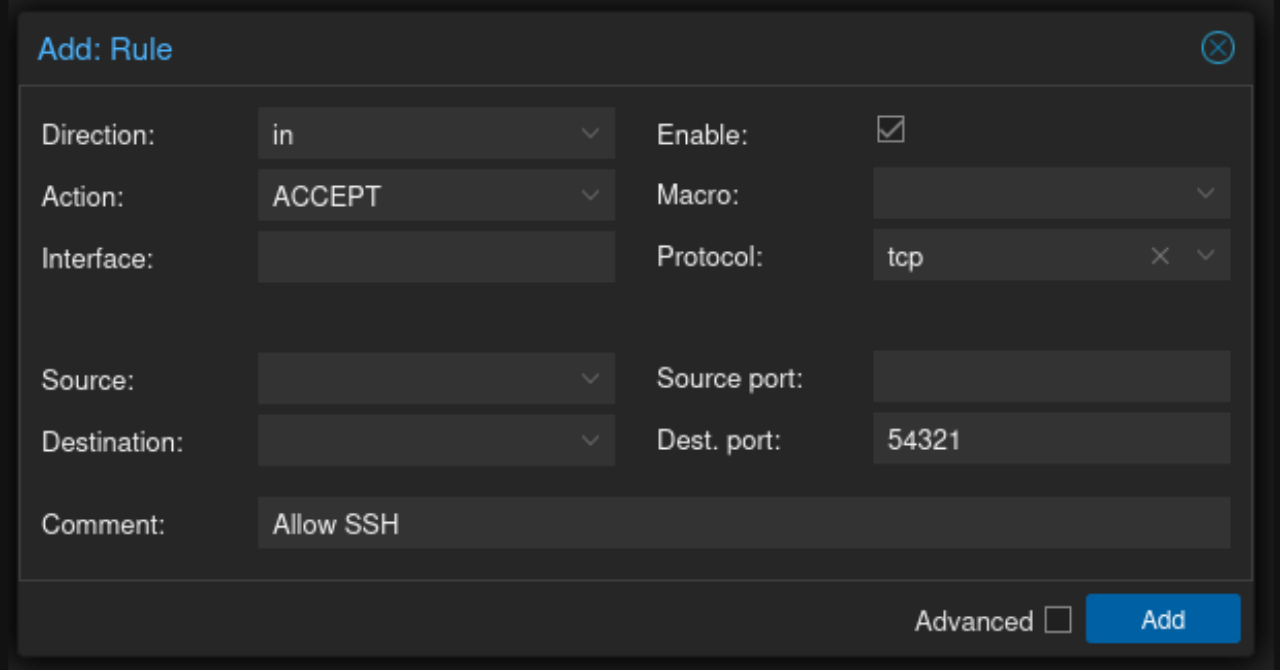 Add: Rule
Direction: in Enable:
Action: ACCEPT Macro:
Interface: Protocol: tcp
Source: Source port:
Destination: Dest. port: 54321
Comment: Allow SSH
Advanced Add